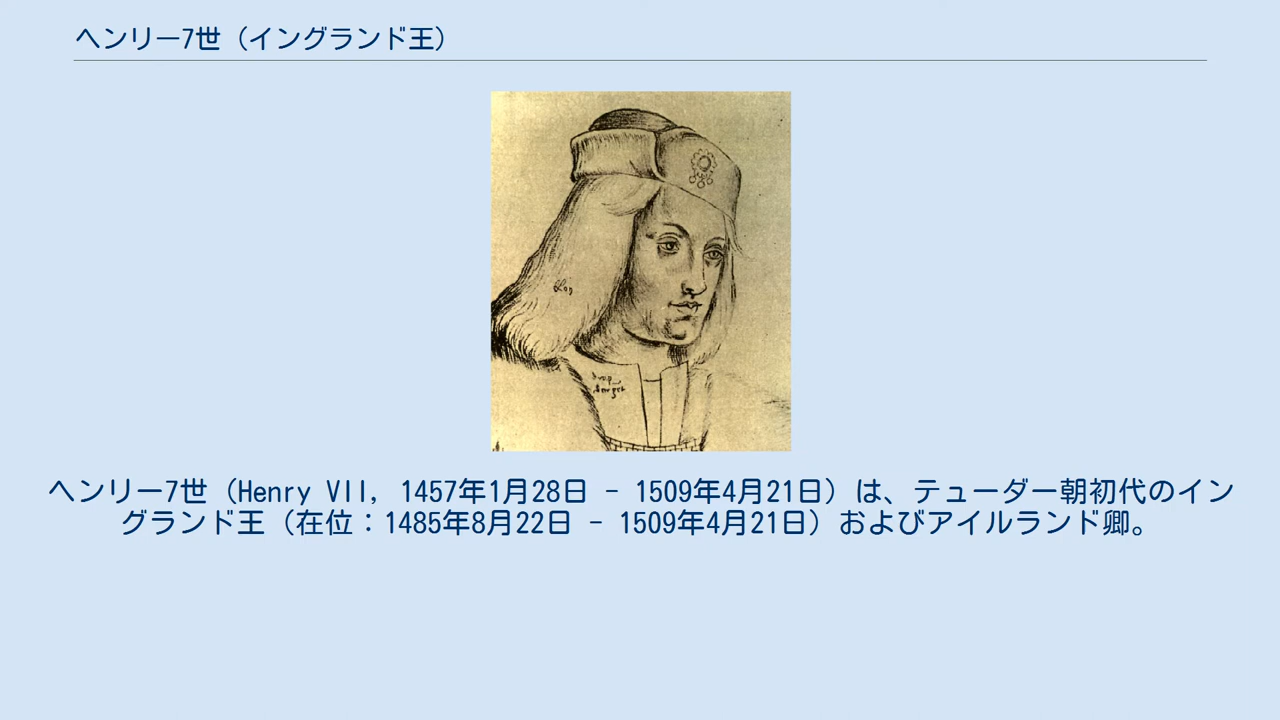 ヘンリー7世（イングランド王）
ヘンリー7世（Henry VII, 1457年1月28日 - 1509年4月21日）は、テューダー朝初代のイン
グランド王（在位：1485年8月22日 - 1509年4月21日）およびアイルランド卿。